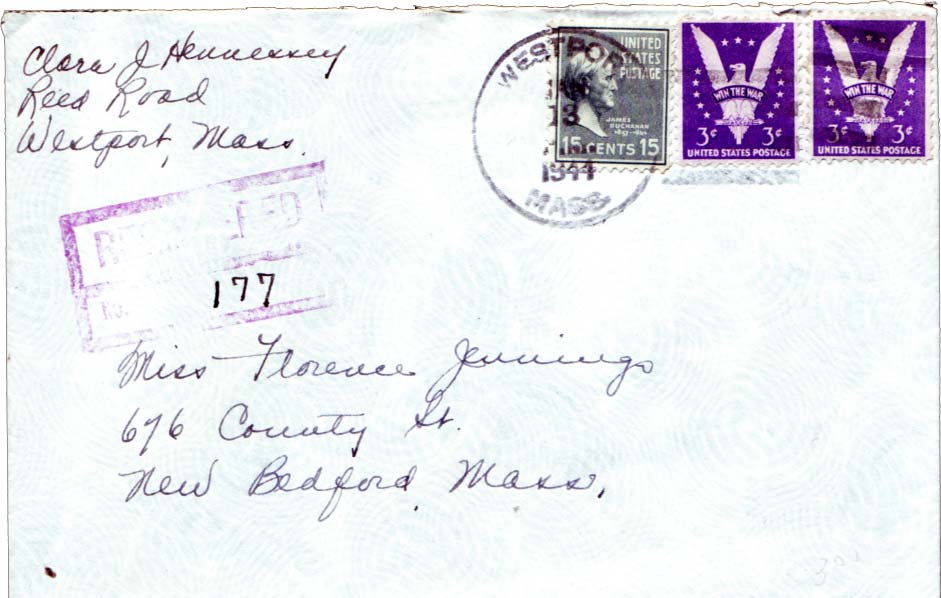 Clara J Hennessey
Reed Road
Westport, Mass.
WESTPORT
18
1944
MASS.
UNITED
STATES
POSTAGE
JAMES
BUCHANAN
15 CENTS 15
WIN THE WAR
3¢ 3¢
UNITED STATES POSTAGE
WIN THE WAR
3¢ 3¢
UNITED STATES POSTAGE
NO.
177
Miss Florence Jennings
676 County St.
New Bedford, Mass.